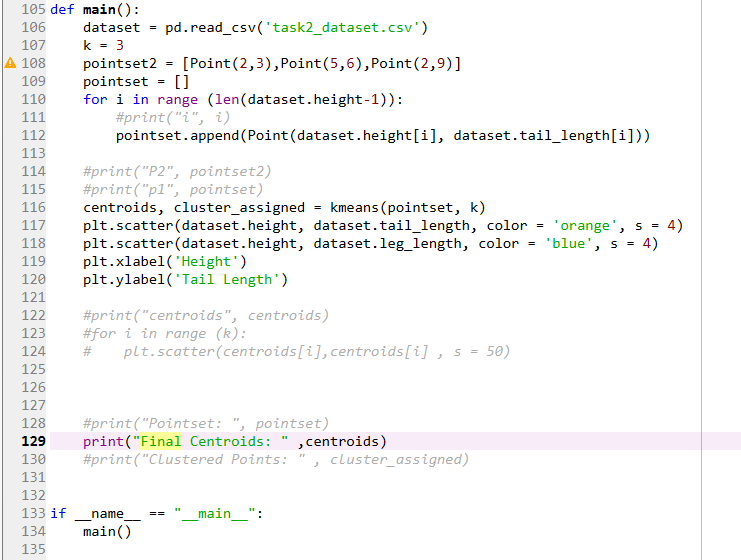 105 def main():
106     dataset = pd.read_csv('task2_dataset.csv')
107     k = 3
108     pointset2 = [Point(2,3),Point(5,6),Point(2,9)]
109     pointset = []
110     for i in range (len(dataset.height-1)):
111         #print("i", i)
112         pointset.append(Point(dataset.height[i], dataset.tail_length[i]))
113
114     #print("P2", pointset2)
115     #print("p1", pointset)
116     centroids, cluster_assigned = kmeans(pointset, k)
117     plt.scatter(dataset.height, dataset.tail_length, color = 'orange', s = 4)
118     plt.scatter(dataset.height, dataset.leg_length, color = 'blue', s = 4)
119     plt.xlabel('Height')
120     plt.ylabel('Tail Length')
121
122     #print("centroids", centroids)
123     #for i in range (k):
124     #    plt.scatter(centroids[i],centroids[i] , s = 50)
125
126
127
128     #print("Pointset: ", pointset)
129     print("Final Centroids: " ,centroids)
130     #print("Clustered Points: " , cluster_assigned)
131
132
133 if __name__ == "__main__":
134     main()
135